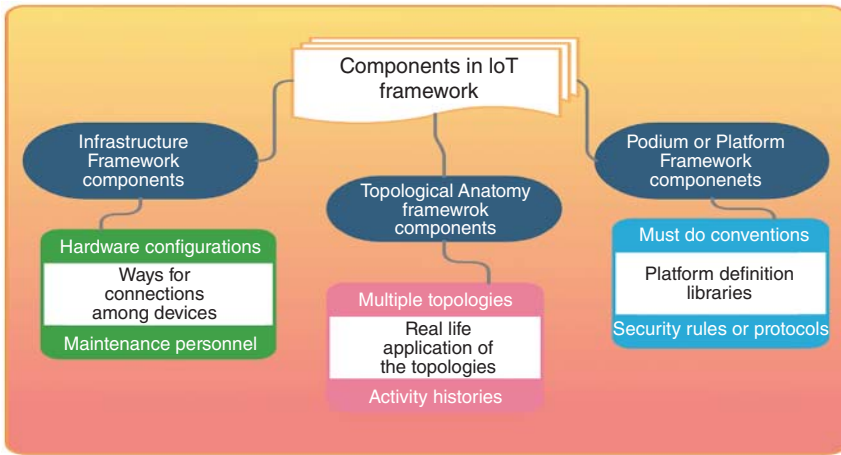 Components in IoT
framework
Infrastructure
Framework
components
Hardware configurations
Ways for
connections
among devices
Maintenance personnel
Topological Anatomy
framewrok
components
Multiple topologies
Real life
application of
the topologies
Activity histories
Podium or Platform
Framework
componenets
Must do conventions
Platform definition
libraries
Security rules or protocols